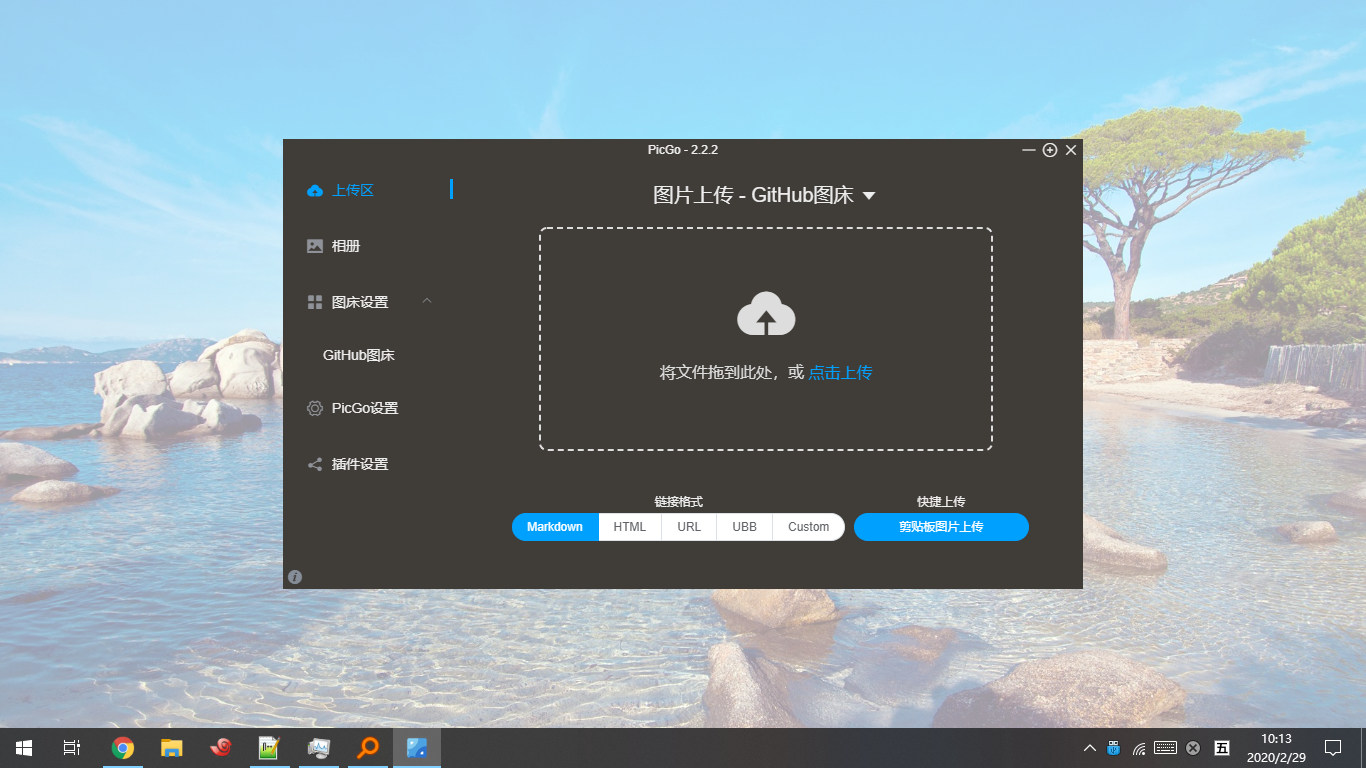 PicGo - 2.2.2
上传区
图片上传 - GitHub图床
相册
图床设置
GitHub图床
将文件拖到此处，或 点击上传
PicGo设置
插件设置
链接格式
快捷上传
Markdown HTML URL UBB Custom
剪贴板图片上传
五
10:13
2020/2/29